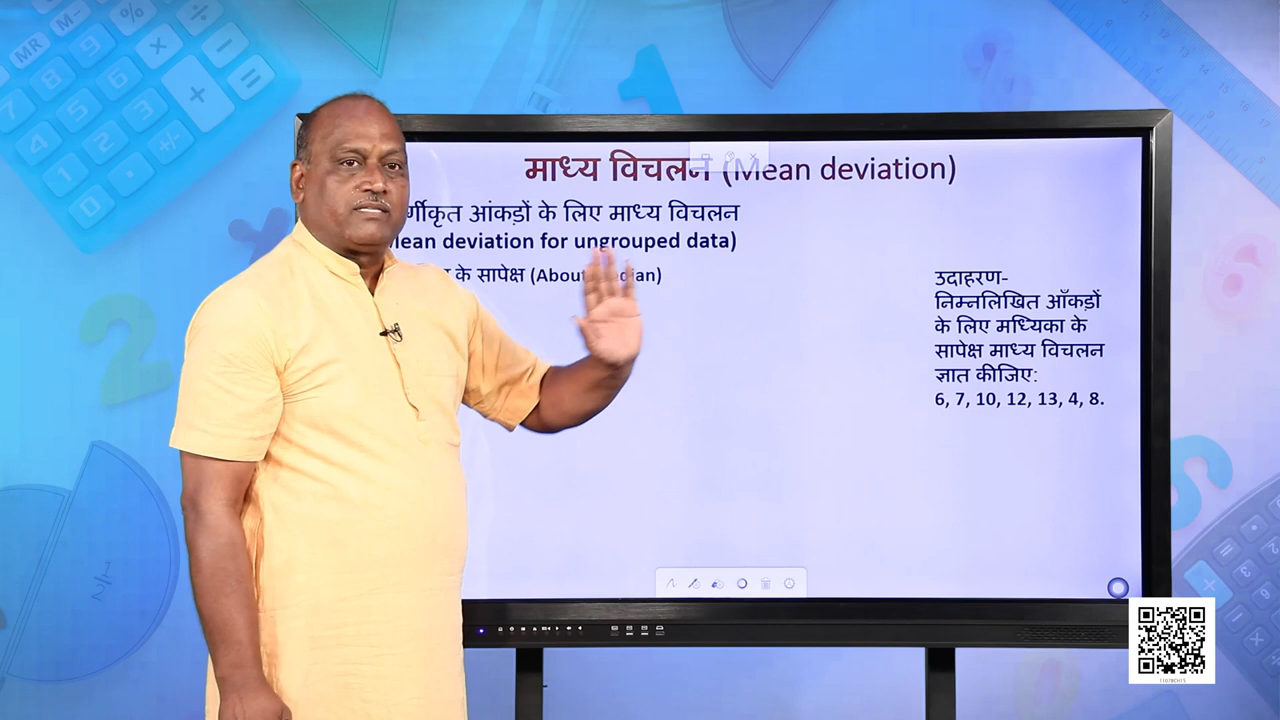 माध्य विचलन (Mean deviation)
आंकड़ों के लिए माध्य विचलन
deviation for ungrouped data)
के सापेक्ष (About
उदाहरण-
निम्नलिखित आँकड़ों
के लिए मध्यिका के
सापेक्ष माध्य विचलन
ज्ञात कीजिए:
6, 7, 10, 12, 13, 4, 8.
11078CH15